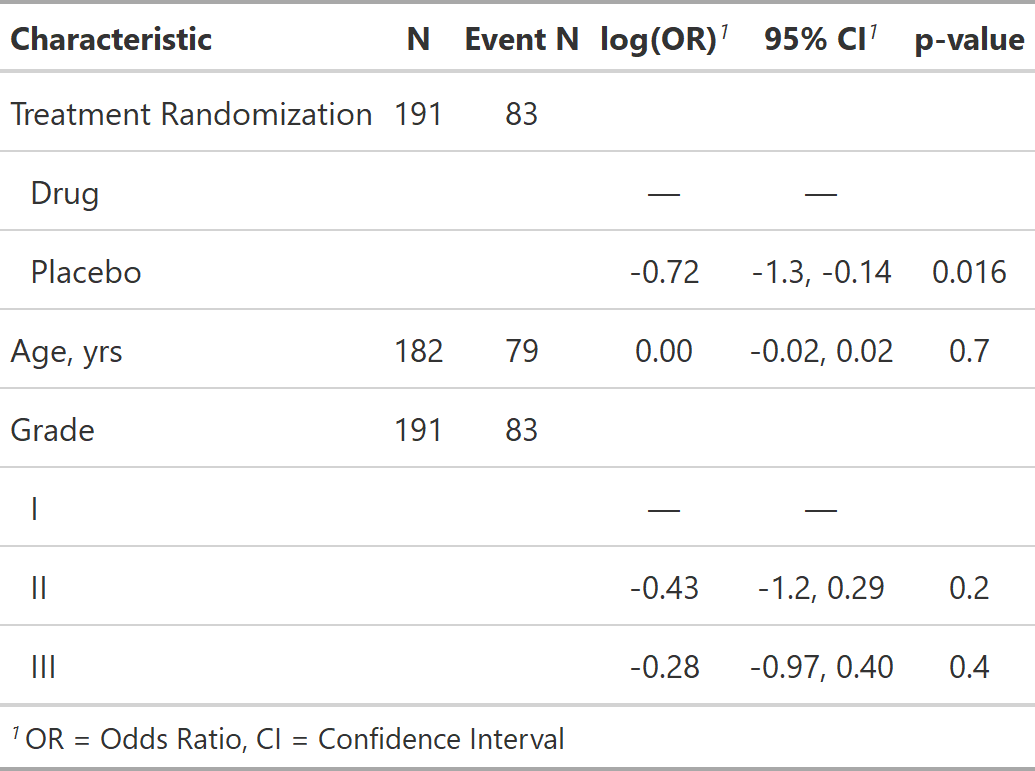 Characteristic N Event N log(OR)¹ 95% CI¹ p-value
Treatment Randomization 191 83
Drug — —
Placebo -0.72 -1.3, -0.14 0.016
Age, yrs 182 79 0.00 -0.02, 0.02 0.7
Grade 191 83
I — —
II -0.43 -1.2, 0.29 0.2
III -0.28 -0.97, 0.40 0.4
¹ OR = Odds Ratio, CI = Confidence Interval